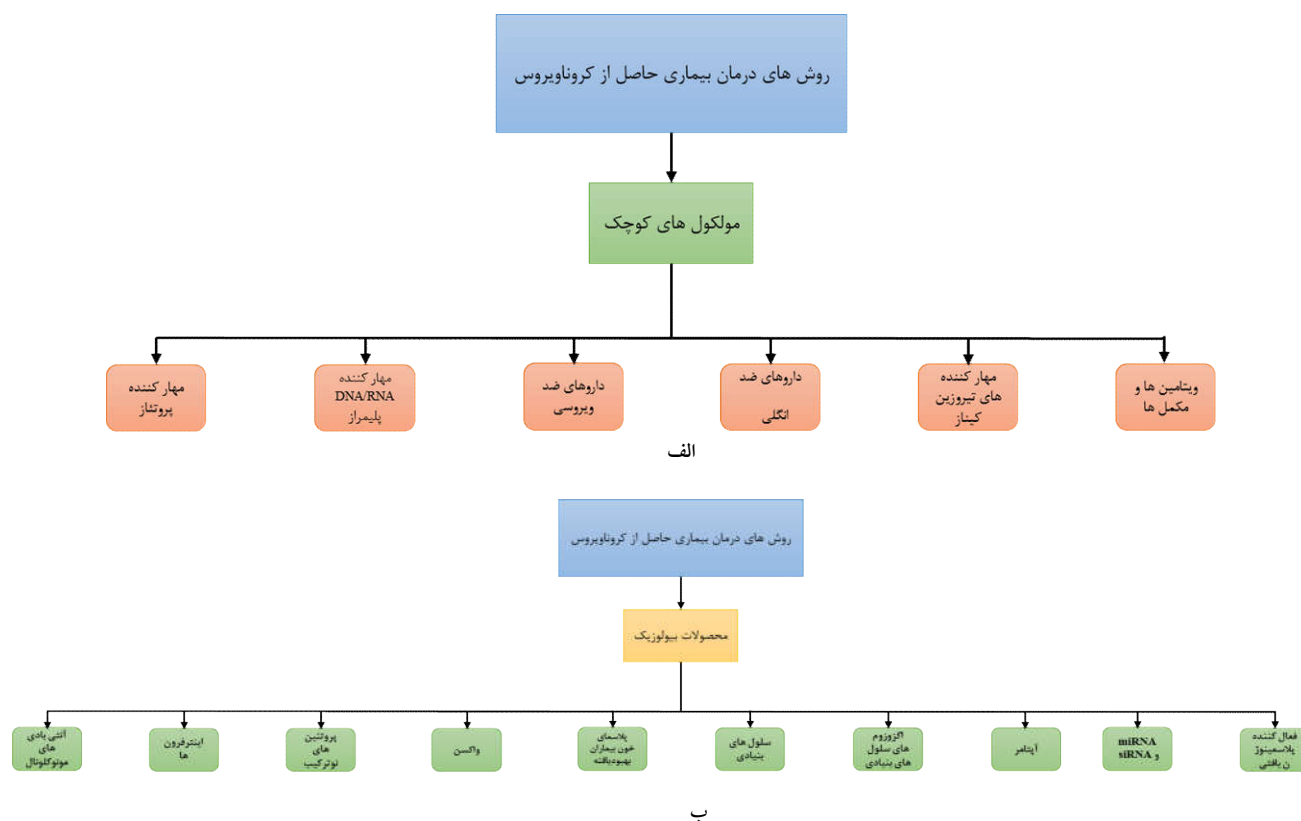 روش های درمان بیماری حاصل از کروناویروس
مولکول های کوچک
ویتامین ها و
مکمل ها
مهار کننده
های تیروزین
کیناز
داروهای ضد
انگلی
داروهای ضد
ویروسی
مهار کننده
DNA/RNA
پلیمراز
مهار کننده
پروتئاز
الف
روش های درمان بیماری حاصل از کروناویروس
محصولات بیولوزیک
فعال کننده
پلاسمینوژ
ن بافتی
miRNA
و siRNA
آپتامر
اگزوزوم
های سلول
های بنیادی
سلول های
بنیادی
پلاسمای
خون بیماران
بهبودیافته
واکسن
پروتئین
های
نوترکیب
اینترفرون
ها
آنتی بادی
های
مونوکلونال
ب